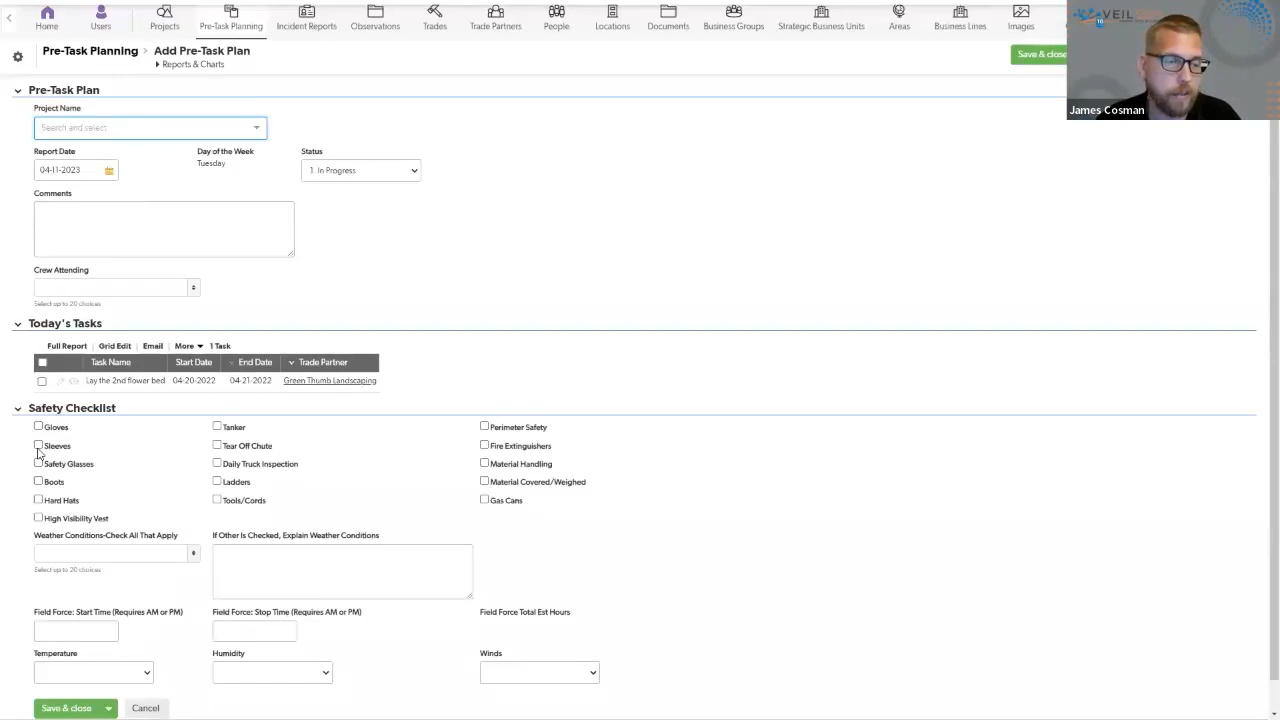 Home Users Projects Pre-Task Planning Incident Reports Observations Trades Trade Partners People Locations Documents Business Groups Strategic Business Units Areas Business Lines Images
VEIL
Pre-Task Planning > Add Pre-Task Plan
Reports & Charts
Save & close
James Cosman
Pre-Task Plan
Project Name
Search and select
Report Date Day of the Week Status
04-11-2023 Tuesday 1. In Progress
Comments
Crew Attending
Select up to 20 choices
Today's Tasks
Full Report | Grid Edit | Email | More 1 Task
Task Name Start Date End Date Trade Partner
Lay the 2nd flower bed 04-20-2022 04-21-2022 Green Thumb Landscaping
Safety Checklist
Gloves Tanker Perimeter Safety
Sleeves Tear Off Chute Fire Extinguishers
Safety Glasses Daily Truck Inspection Material Handling
Boots Ladders Material Covered/Weighed
Hard Hats Tools/Cords Gas Cans
High Visibility Vest
Weather Conditions-Check All That Apply If Other Is Checked, Explain Weather Conditions
Select up to 20 choices
Field Force: Start Time (Requires AM or PM) Field Force: Stop Time (Requires AM or PM) Field Force Total Est Hours
Temperature Humidity Winds
Save & close Cancel